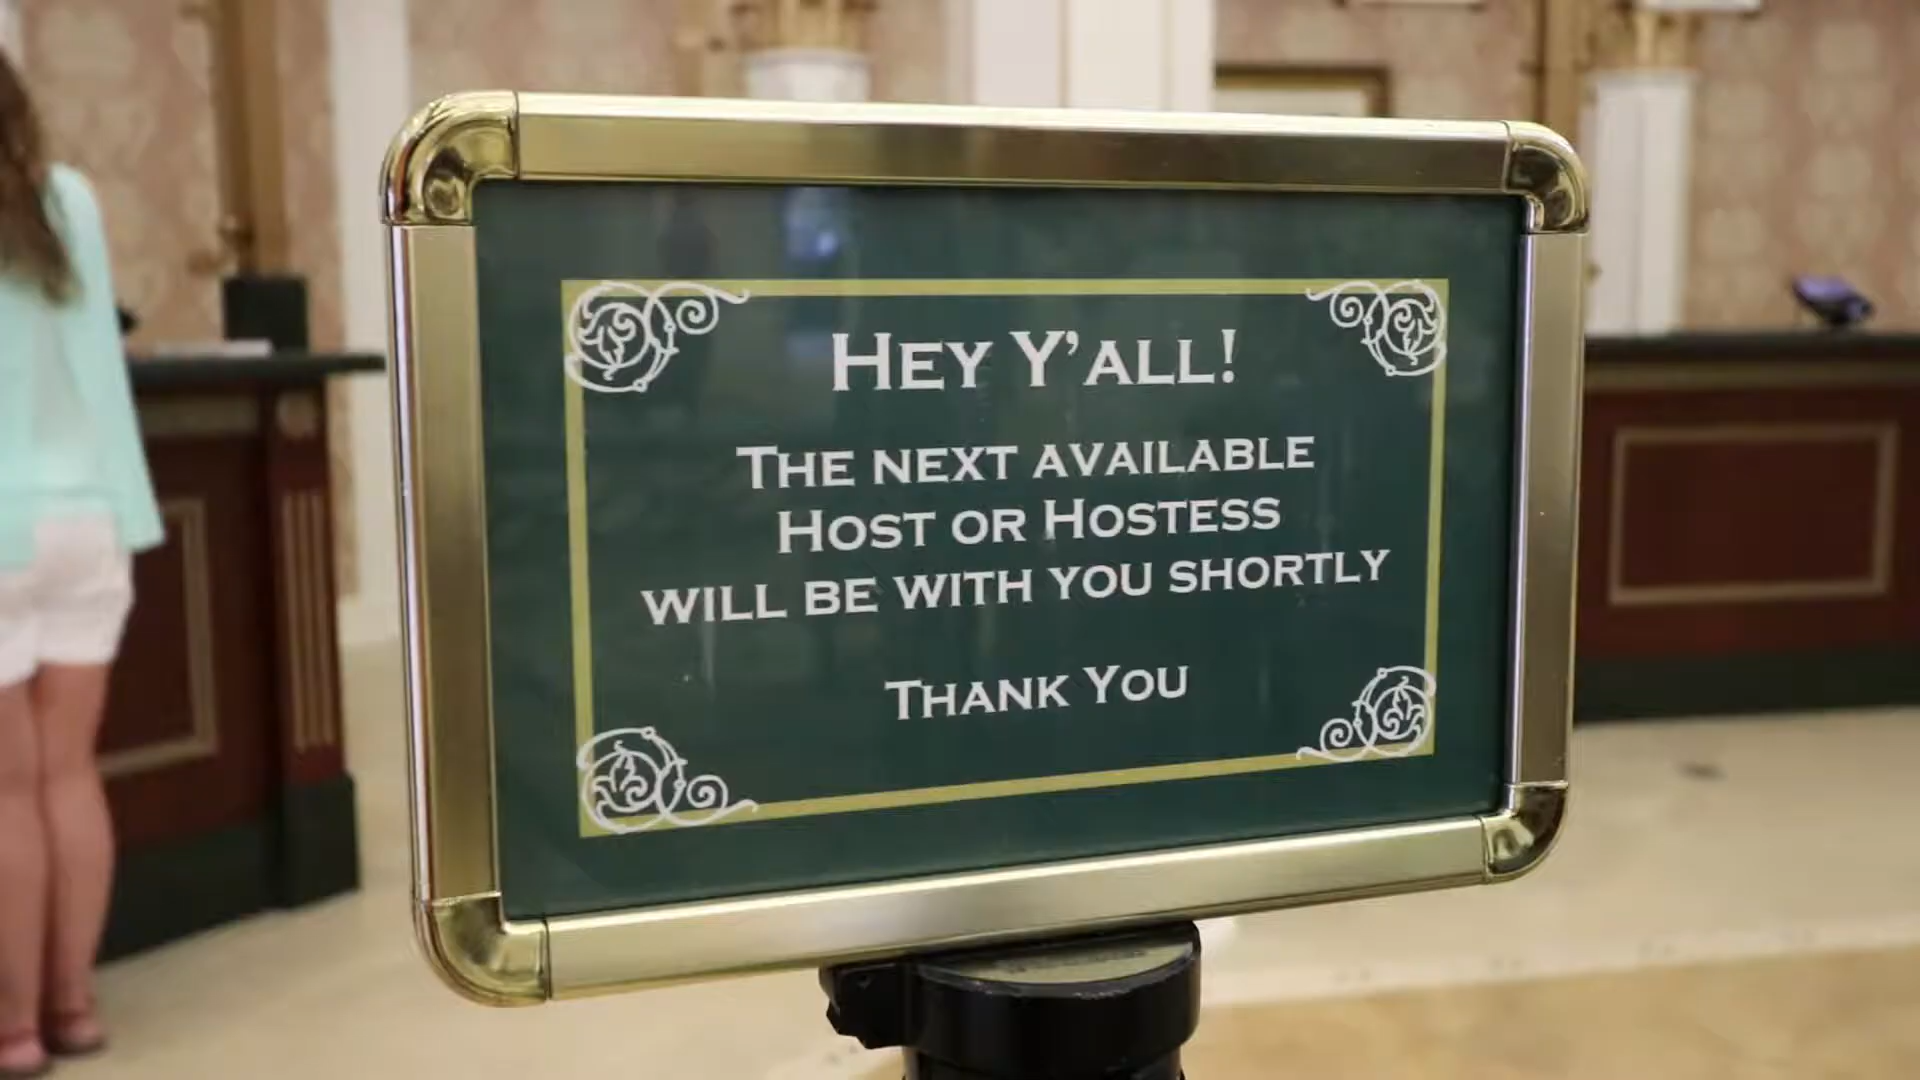 Hey Y'all!
The next available
Host or Hostess
will be with you shortly
Thank You